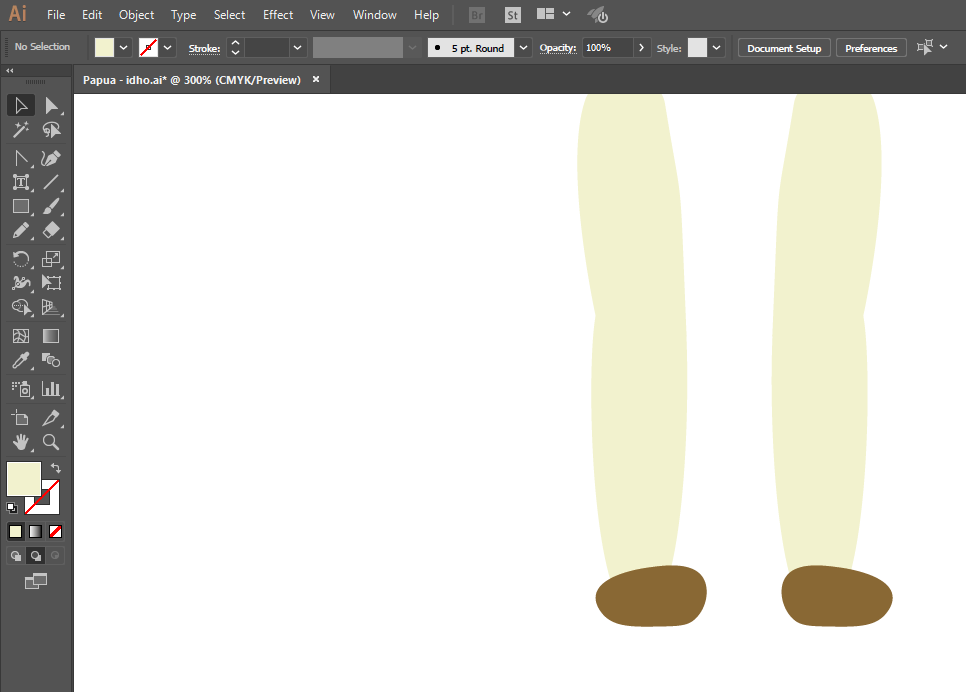 Ai File Edit Object Type Select Effect View Window Help Br St
No Selection Stroke: 5 pt. Round Opacity: 100% Style: Document Setup Preferences
Papua - idho.ai* @ 300% (CMYK/Preview) ×
T